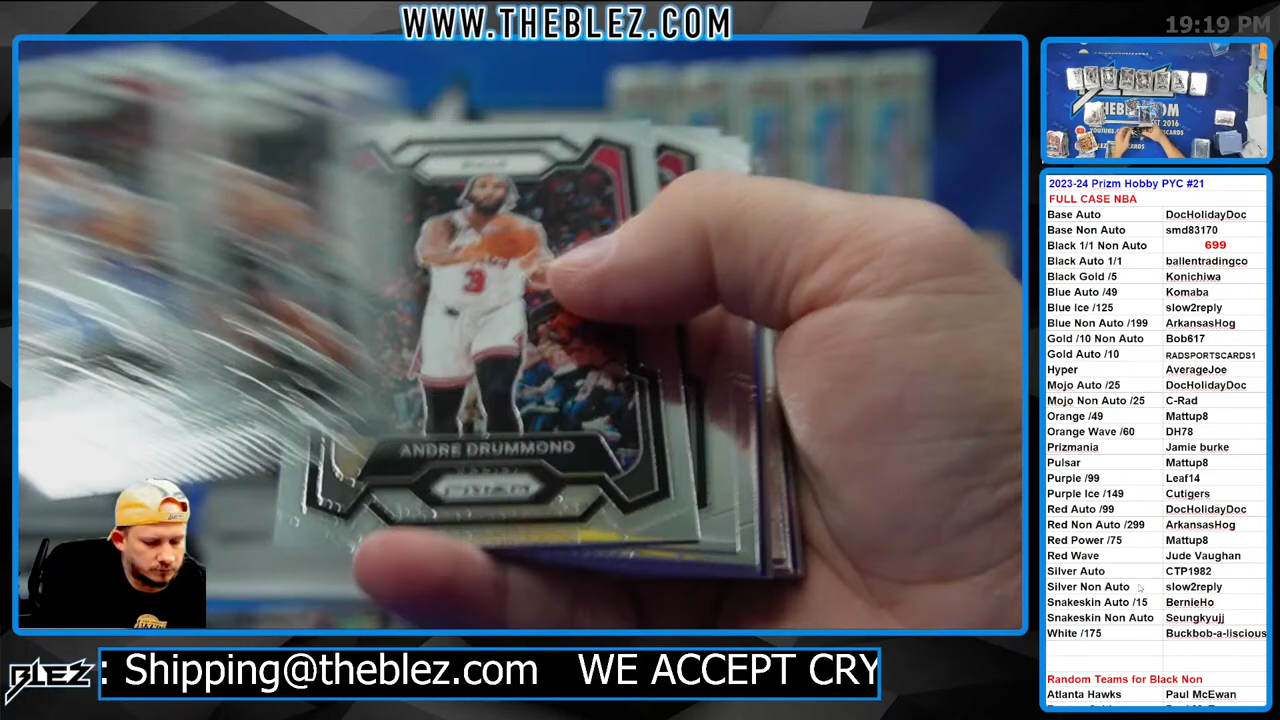 WWW.THEBLEZ.COM
19:19 PM
BULLS
3
ANDRE DRUMMOND
PRIZM
2023-24 Prizm Hobby PYC #21
FULL CASE NBA
Base Auto DocHolidayDoc
Base Non Auto smd83170
Black 1/1 Non Auto 699
Black Auto 1/1 ballentradingco
Black Gold /5 Konichiwa
Blue Auto /49 Komaba
Blue ice /125 slow2reply
Blue Non Auto /199 ArkansasHog
Gold /10 Non Auto Bob617
Gold Auto /10 RADSPORTSCARDS1
Hyper AverageJoe
Mojo Auto /25 DocHolidayDoc
Mojo Non Auto /25 C-Rad
Orange /49 Mattup8
Orange Wave /60 DH78
Prizmania Jamie burke
Pulsar Mattup8
Purple /99 Leaf14
Purple Ice /149 Cutigers
Red Auto /99 DocHolidayDoc
Red Non Auto /299 ArkansasHog
Red Power /75 Mattup8
Red Wave Jude Vaughan
Silver Auto CTP1982
Silver Non Auto slow2reply
Snakeskin Auto /15 BernieHo
Snakeskin Non Auto Seungkyujj
White /175 Buckbob-a-liscious
Random Teams for Black Non
Atlanta Hawks Paul McEwan
BLEZ
: Shipping@theblez.com WE ACCEPT CRY